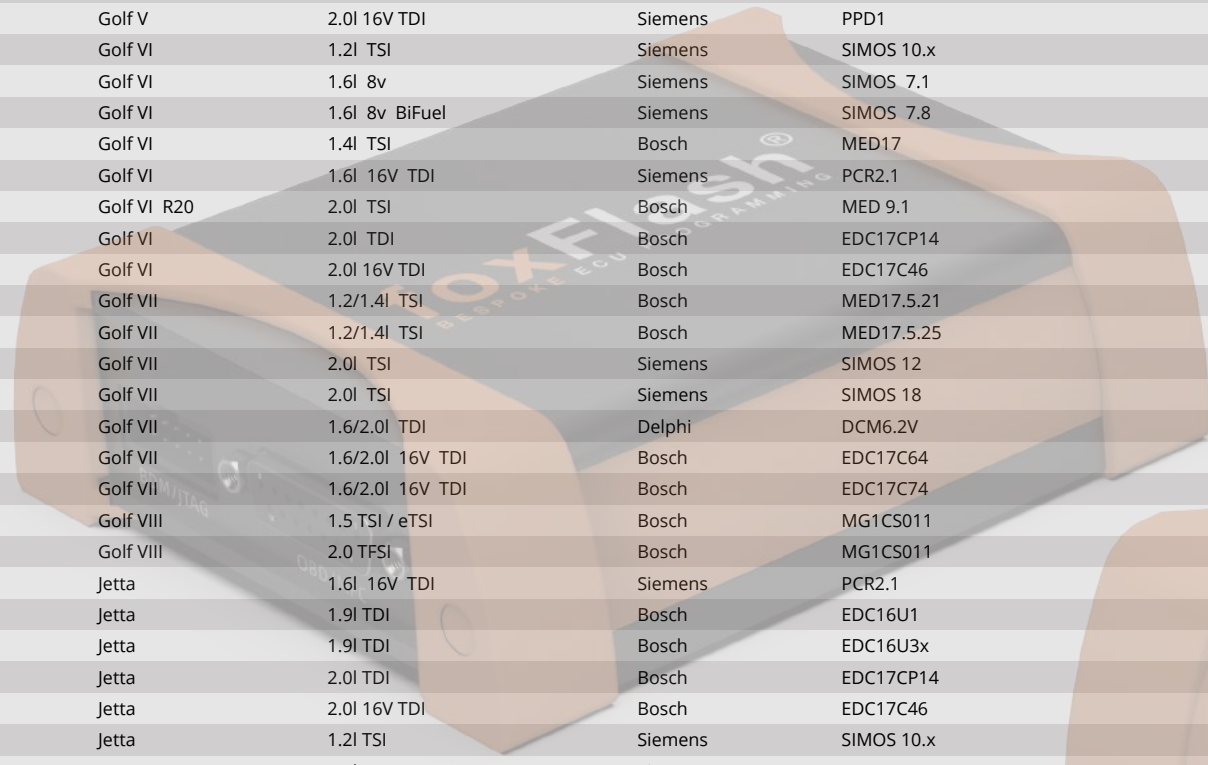 Golf V 2.0l 16V TDI Siemens PPD1
Golf VI 1.2l TSI Siemens SIMOS 10.x
Golf VI 1.6l 8v Siemens SIMOS 7.1
Golf VI 1.6l 8v BiFuel Siemens SIMOS 7.8
Golf VI 1.4l TSI Bosch MED17
Golf VI 1.6l 16V TDI Siemens PCR2.1
Golf VI R20 2.0l TSI Bosch MED 9.1
Golf VI 2.0l TDI Bosch EDC17CP14
Golf VI 2.0l 16V TDI Bosch EDC17C46
Golf VII 1.2/1.4l TSI Bosch MED17.5.21
Golf VII 1.2/1.4l TSI Bosch MED17.5.25
Golf VII 2.0l TSI Siemens SIMOS 12
Golf VII 2.0l TSI Siemens SIMOS 18
Golf VII 1.6/2.0l TDI Delphi DCM6.2V
Golf VII 1.6/2.0l 16V TDI Bosch EDC17C64
Golf VII 1.6/2.0l 16V TDI Bosch EDC17C74
Golf VIII 1.5 TSI / eTSI Bosch MG1CS011
Golf VIII 2.0 TFSI Bosch MG1CS011
Jetta 1.6l 16V TDI Siemens PCR2.1
Jetta 1.9l TDI Bosch EDC16U1
Jetta 1.9l TDI Bosch EDC16U3x
Jetta 2.0l TDI Bosch EDC17CP14
Jetta 2.0l 16V TDI Bosch EDC17C46
Jetta 1.2l TSI Siemens SIMOS 10.x
foxFlash®
BESPOKE ECU PROGRAMMING